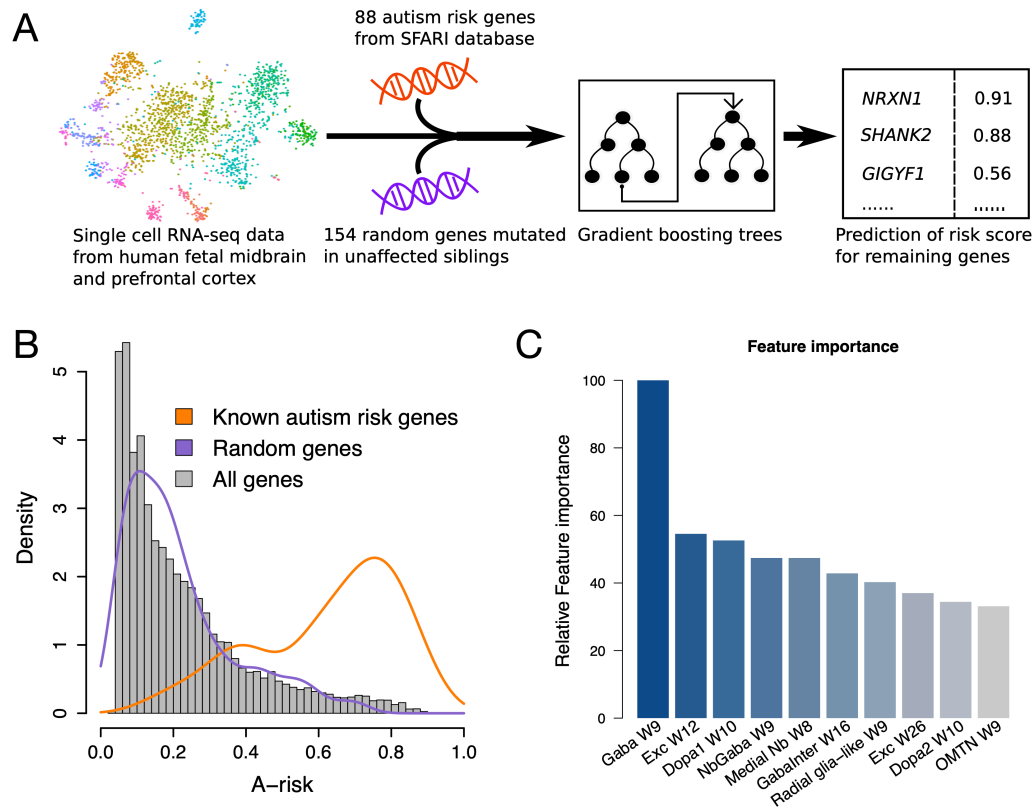 A
88 autism risk genes
from SFARI database
Single cell RNA-seq data
from human fetal midbrain
and prefrontal cortex
154 random genes mutated
in unaffected siblings
Gradient boosting trees
NRXN1 0.91
SHANK2 0.88
GIGYF1 0.56
...... ......
Prediction of risk score
for remaining genes
B
Density
5
4
3
2
1
0
Known autism risk genes
Random genes
All genes
0.0 0.2 0.4 0.6 0.8 1.0
A−risk
C
Feature importance
Relative Feature importance
100
80
60
40
20
0
Gaba W9
Exc W12
Dopa1 W10
NbGaba W9
Medial Nb W8
GabaInter W16
Radial glia−like W9
Exc W26
Dopa2 W10
OMTN W9